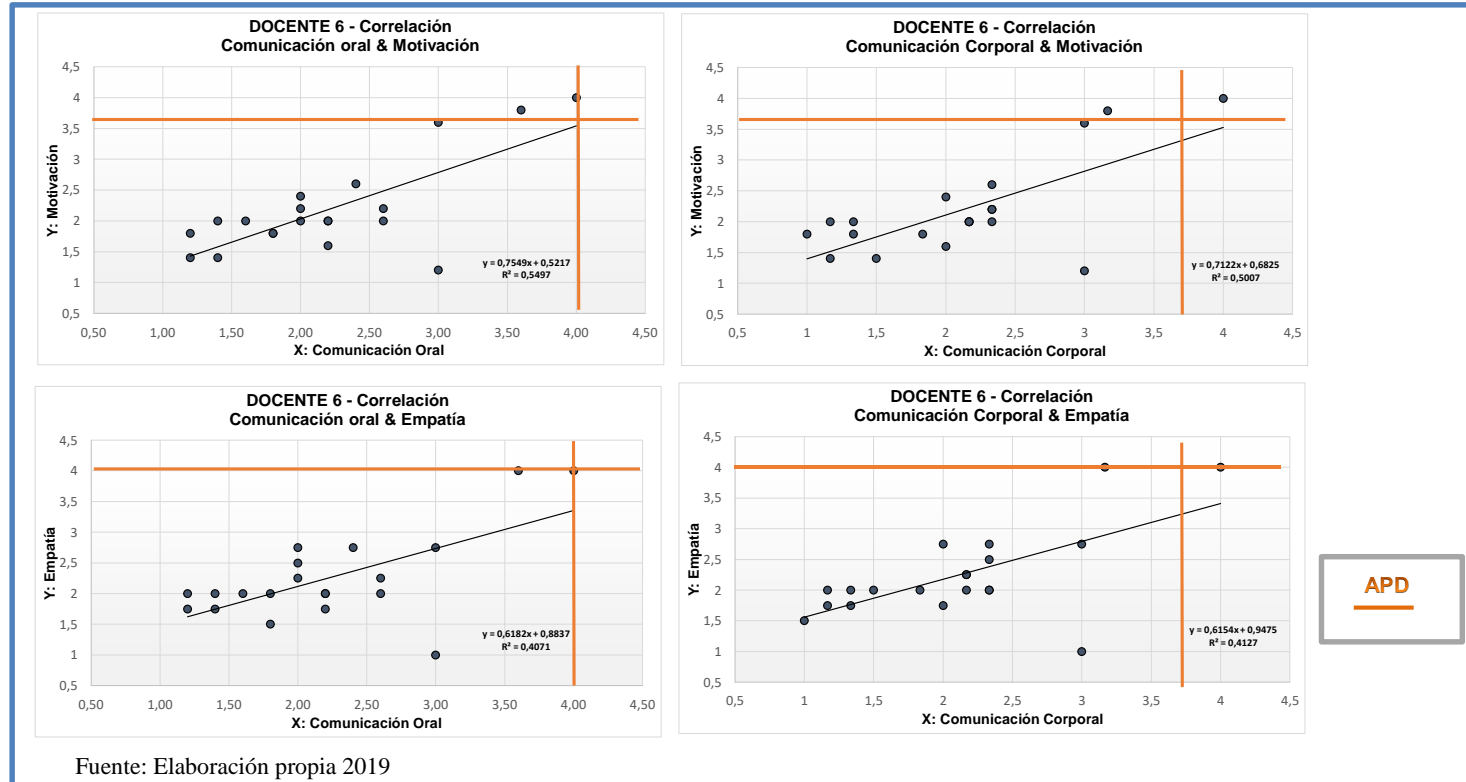 DOCENTE 6 - Correlación
Comunicación oral & Motivación
4,5
4
3,5
3
2,5
2
1,5
1
0,5
Y: Motivación
y = 0,7549x + 0,5217
R² = 0,5497
0,50 1,00 1,50 2,00 2,50 3,00 3,50 4,00 4,50
X: Comunicación Oral
DOCENTE 6 - Correlación
Comunicación Corporal & Motivación
4,5
4
3,5
3
2,5
2
1,5
1
0,5
Y: Motivación
y = 0,7122x + 0,6825
R² = 0,5007
0,5 1 1,5 2 2,5 3 3,5 4 4,5
X: Comunicación Corporal
DOCENTE 6 - Correlación
Comunicación oral & Empatía
4,5
4
3,5
3
2,5
2
1,5
1
0,5
Y: Empatía
y = 0,6182x + 0,8837
R² = 0,4071
0,50 1,00 1,50 2,00 2,50 3,00 3,50 4,00 4,50
X: Comunicación Oral
DOCENTE 6 - Correlación
Comunicación Corporal & Empatía
4,5
4
3,5
3
2,5
2
1,5
1
0,5
Y: Empatía
y = 0,6154x + 0,9475
R² = 0,4127
0,5 1 1,5 2 2,5 3 3,5 4 4,5
X: Comunicación Corporal
APD
Fuente: Elaboración propia 2019